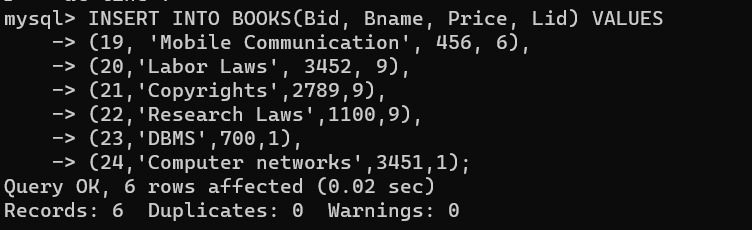 mysql> INSERT INTO BOOKS(Bid, Bname, Price, Lid) VALUES
    -> (19, 'Mobile Communication', 456, 6),
    -> (20,'Labor Laws', 3452, 9),
    -> (21,'Copyrights',2789,9),
    -> (22,'Research Laws',1100,9),
    -> (23,'DBMS',700,1),
    -> (24,'Computer networks',3451,1);
Query OK, 6 rows affected (0.02 sec)
Records: 6  Duplicates: 0  Warnings: 0